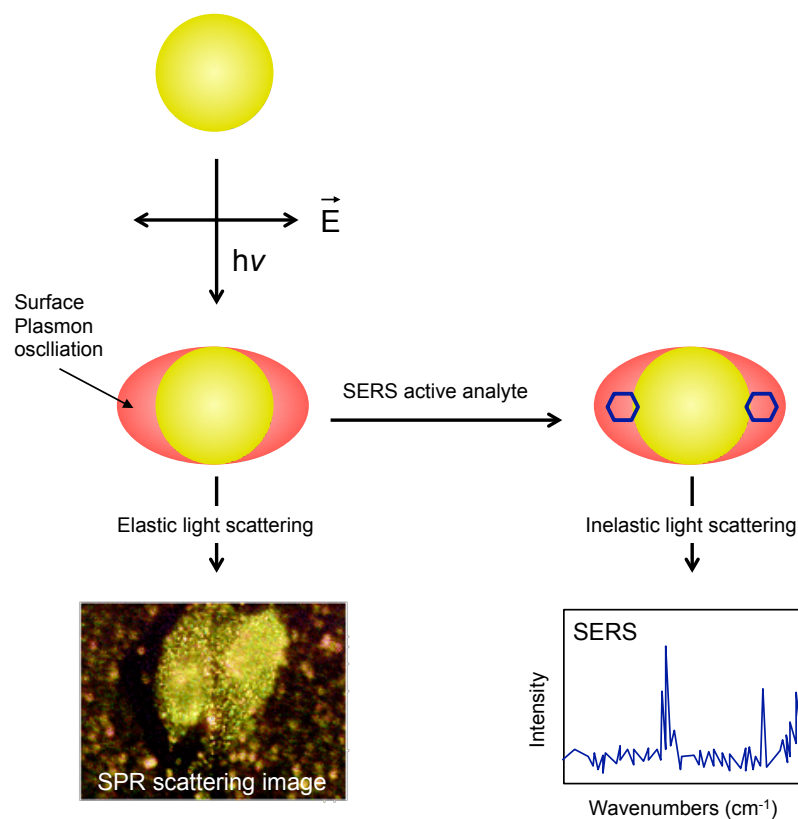 E
hν
Surface
Plasmon
osclliation
SERS active analyte
Elastic light scattering
Inelastic light scattering
SPR scattering image
SERS
Intensity
Wavenumbers (cm⁻¹)